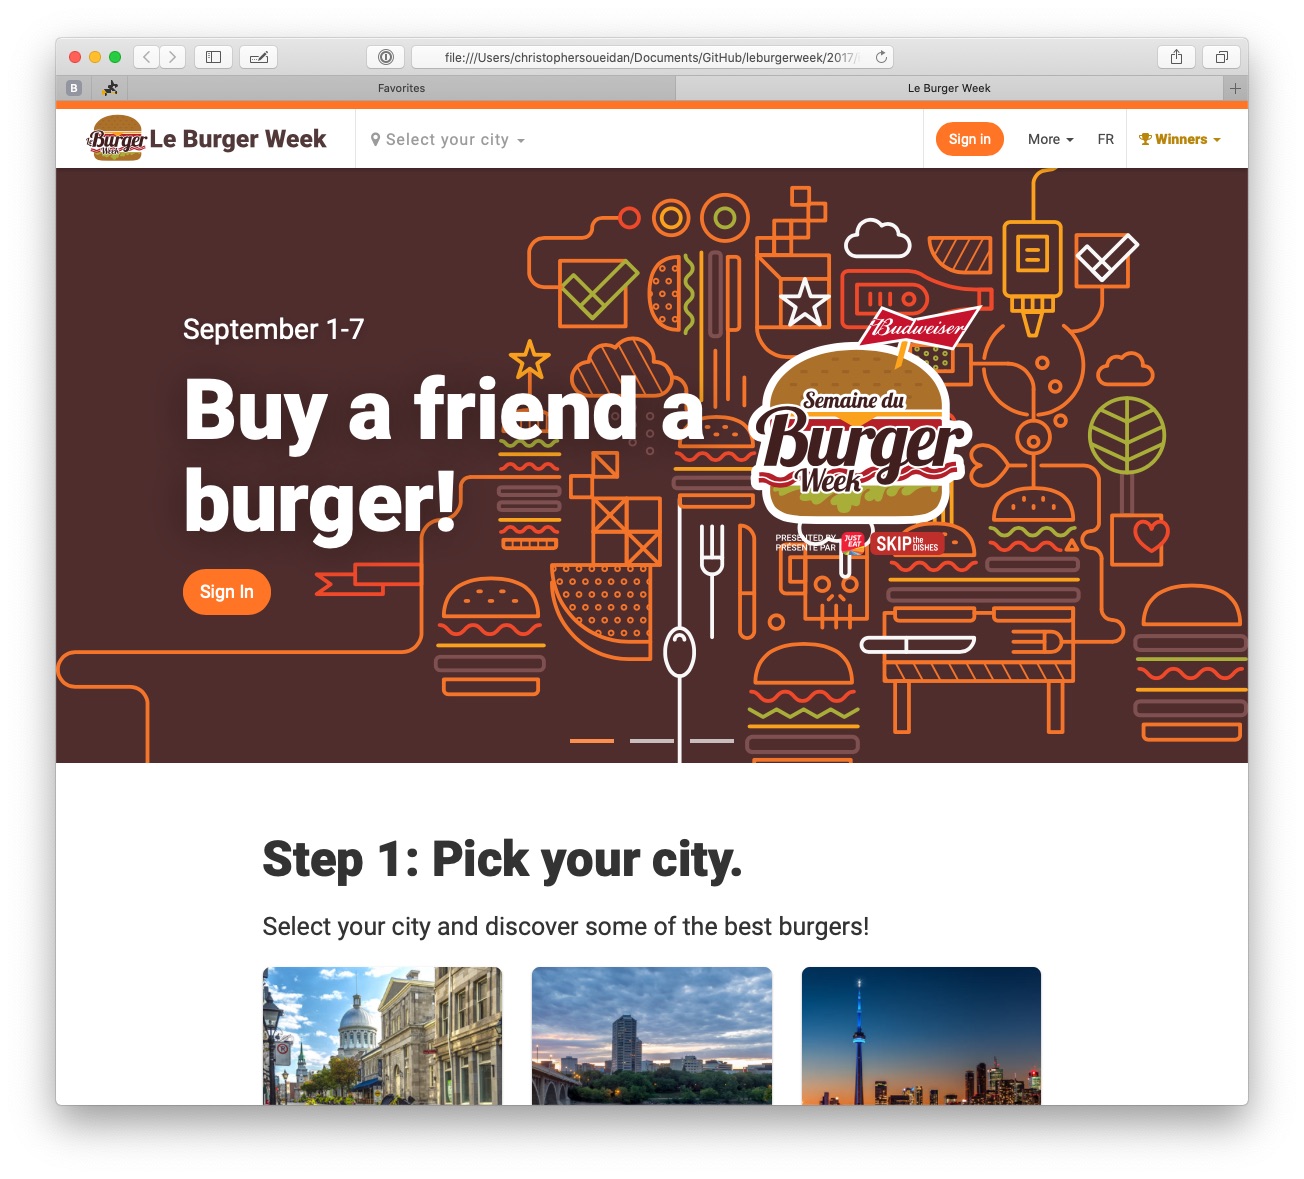 file:///Users/christophersoueidan/Documents/GitHub/leburgerweek/2017/
B
Favorites
Le Burger Week
Le Burger Week
Le Burger Week
Select your city
Sign in
More
FR
Winners
September 1-7
Buy a friend a
burger!
Sign In
Budweiser
Semaine du
Burger
Week
PRESENTED BY
PRÉSENTÉ PAR
JUST
EAT
SKIP the
DISHES
Step 1: Pick your city.
Select your city and discover some of the best burgers!